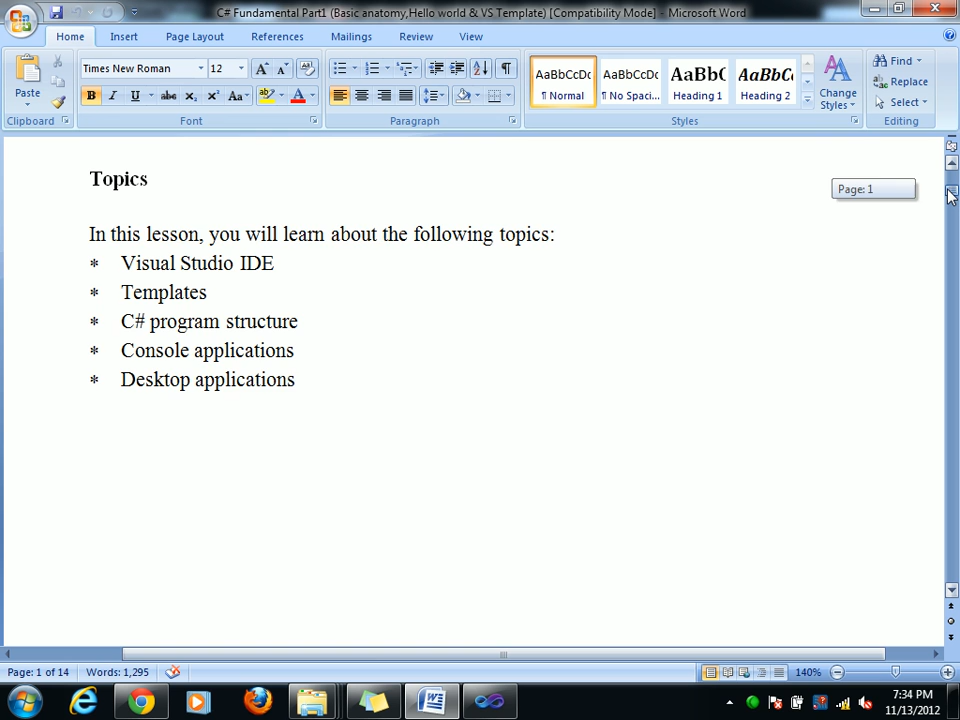 C# Fundamental Part1 (Basic anatomy,Hello world & VS Template) [Compatibility Mode] - Microsoft Word
Home Insert Page Layout References Mailings Review View
Paste
Times New Roman 12
B I U abc X₂ X² Aa
AaBbCcDc AaBbCcDc AaBbC AaBbCc
¶ Normal ¶ No Spaci... Heading 1 Heading 2
Change Styles
Find
Replace
Select
Clipboard Font Paragraph Styles Editing
Topics
Page: 1
In this lesson, you will learn about the following topics:
* Visual Studio IDE
* Templates
* C# program structure
* Console applications
* Desktop applications
Page: 1 of 14 Words: 1,295 140%
7:34 PM
11/13/2012